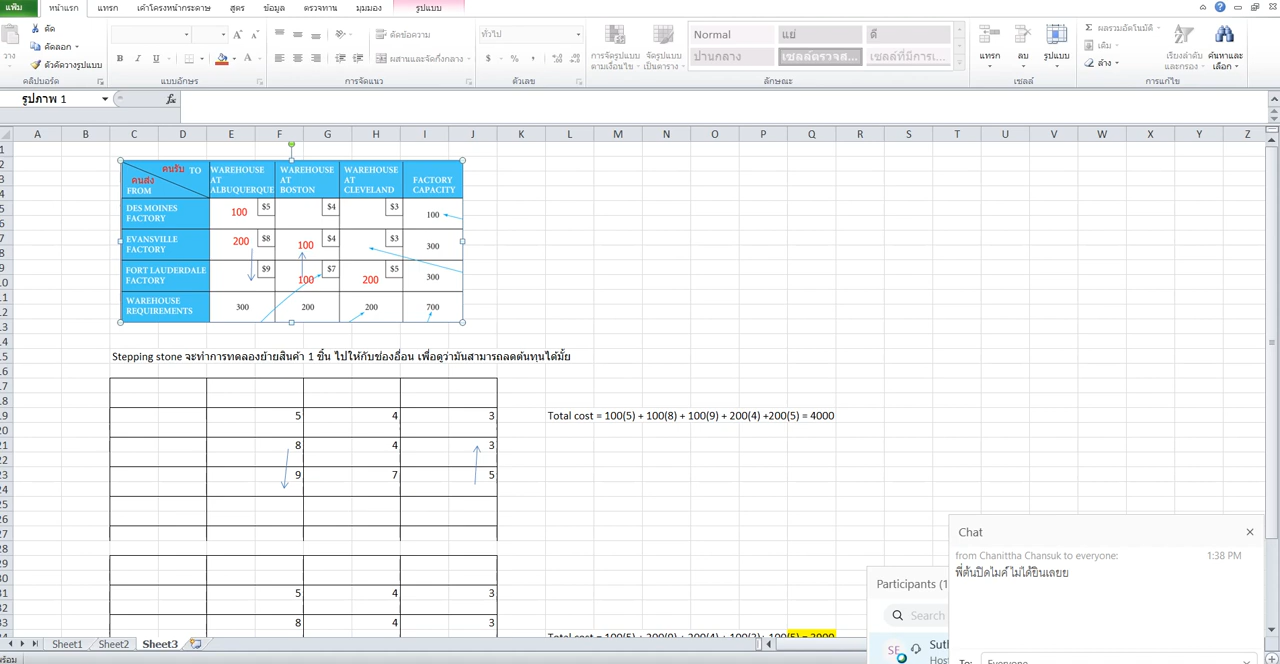 แฟ้ม หน้าแรก แทรก เค้าโครงหน้ากระดาษ สูตร ข้อมูล ตรวจทาน มุมมอง รูปแบบ
ตัด
คัดลอก
ตัวคัดวางรูปแบบ
คลิปบอร์ด
B I U
A A
แบบอักษร
ตัดข้อความ
ผสานและจัดกึ่งกลาง
การจัดแนว
ทั่วไป
$ %
ตัวเลข
การจัดรูปแบบ
ตามเงื่อนไข
จัดรูปแบบ
เป็นตาราง
Normal แย่ ดี
ปานกลาง เซลล์ตรวจส... เซลล์ที่มีการเ...
ลักษณะ
แทรก ลบ รูปแบบ
เซลล์
Σ ผลรวมอัตโนมัติ
เติม
ล้าง
เรียงลำดับ
และกรอง
ค้นหาและ
เลือก
การแก้ไข
รูปภาพ 1 fx
A B C D E F G H I J K L M N O P Q R S T U V W X Y Z
คนรับ TO
คนส่ง
FROM
WAREHOUSE AT ALBUQUERQUE
WAREHOUSE AT BOSTON
WAREHOUSE AT CLEVELAND
FACTORY CAPACITY
DES MOINES FACTORY 100 $5 $4 $3 100
EVANSVILLE FACTORY 200 $8 100 $4 $3 300
FORT LAUDERDALE FACTORY $9 100 $7 200 $5 300
WAREHOUSE REQUIREMENTS 300 200 200 700
Stepping stone จะทำการทดลองย้ายสินค้า 1 ชิ้น ไปให้กับช่องอื่น เพื่อดูว่ามันสามารถลดต้นทุนได้มั้ย
5 4 3
Total cost = 100(5) + 100(8) + 100(9) + 200(4) +200(5) = 4000
8 4 3
9 7 5
5 4 3
8 4 3
Sheet1 Sheet2 Sheet3
Chat
from Chanittha Chansuk to everyone: 1:38 PM
พี่ต้นปิดไมค์ ไม่ได้ยินเลยย
Participants (1
Search
SF
To: Everyone